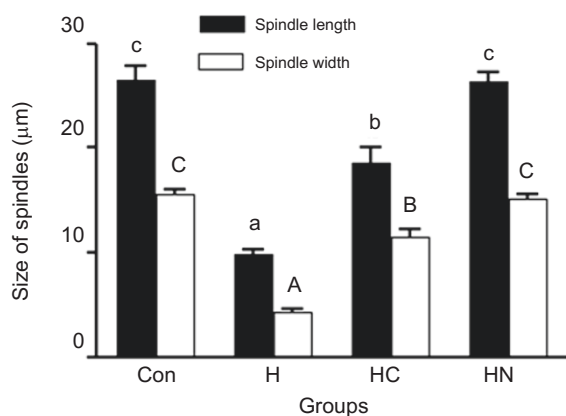 Spindle length
Spindle width
Size of spindles (μm)
30
20
10
0
c
C
a
A
b
B
c
C
Con
H
HC
HN
Groups